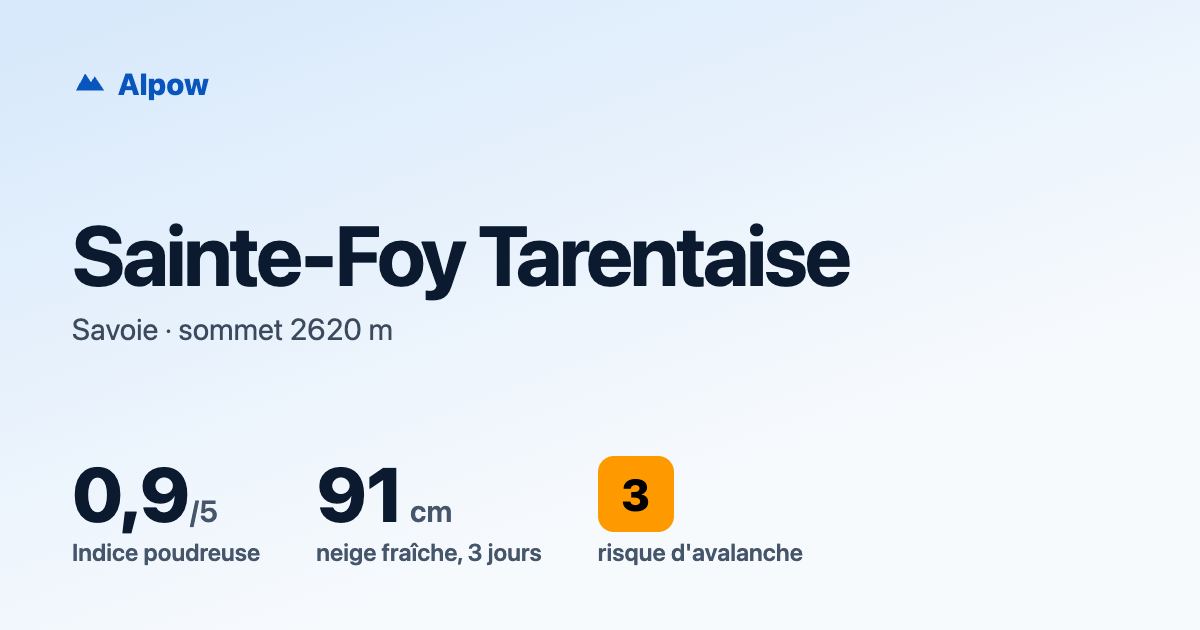 Alpow
Sainte-Foy Tarentaise
Savoie · sommet 2620 m
0,9/5
Indice poudreuse
91 cm
neige fraîche, 3 jours
3
risque d'avalanche